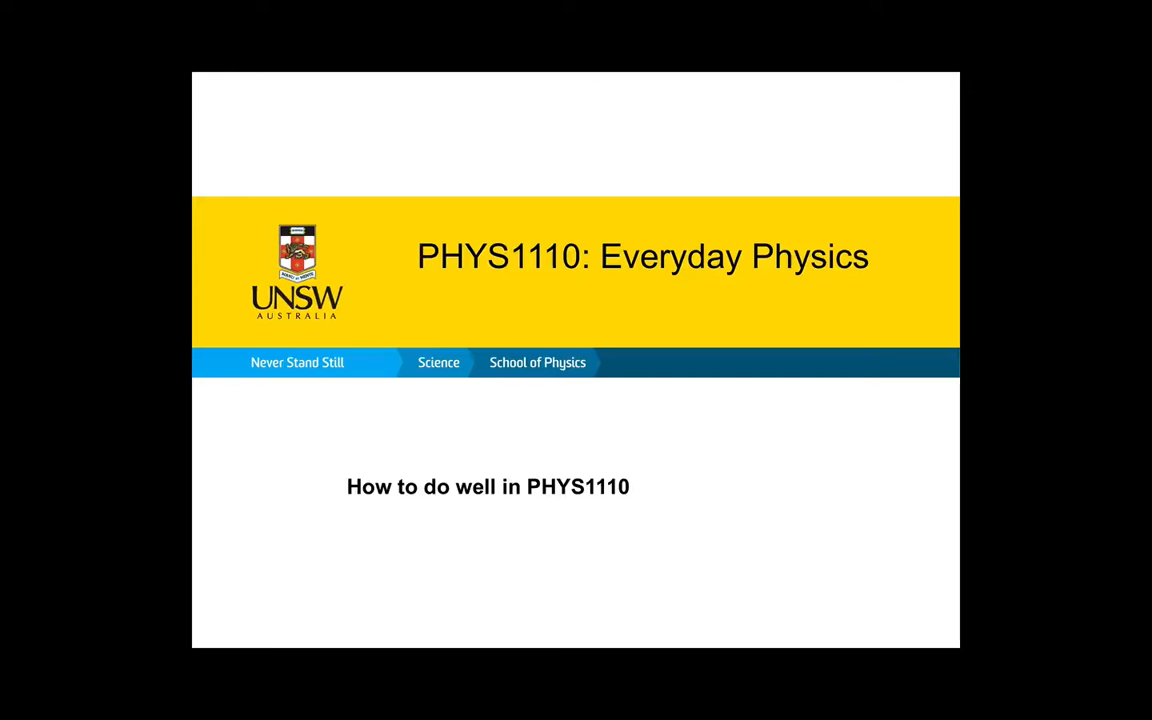 PHYS1110: Everyday Physics
UNSW
AUSTRALIA
Never Stand Still
Science
School of Physics
How to do well in PHYS1110